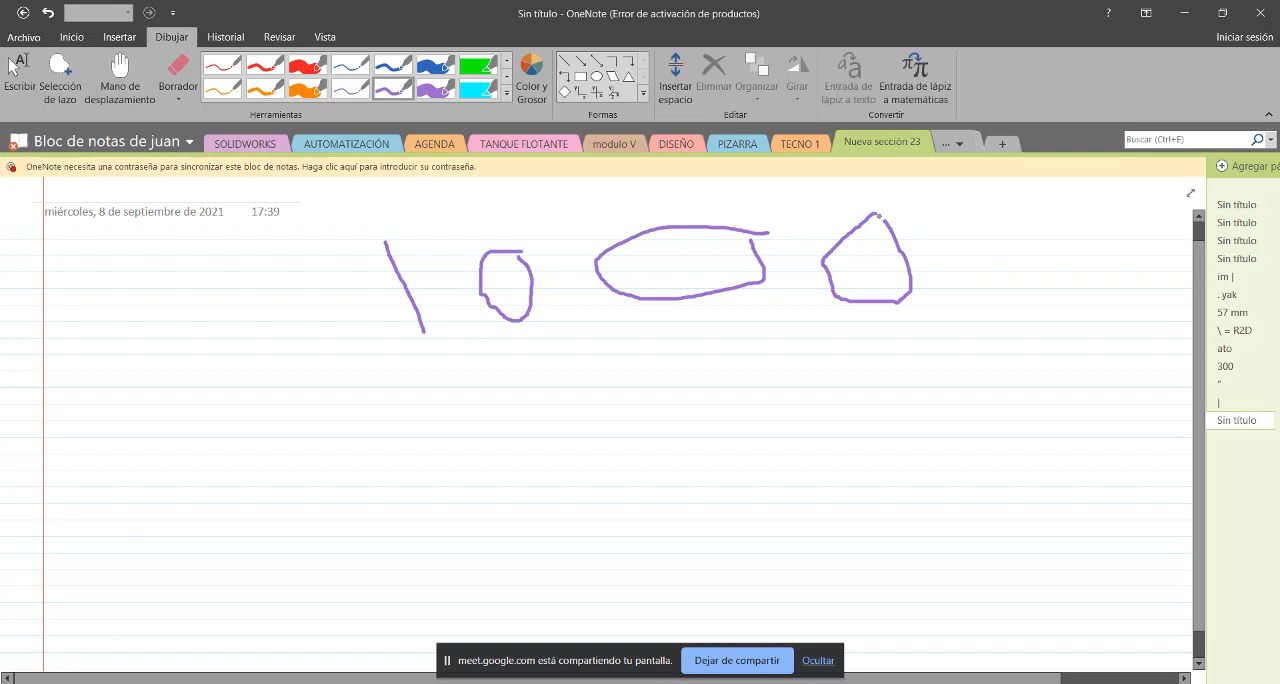 Sin título - OneNote (Error de activación de productos)
?
Archivo Inicio Insertar Dibujar Historial Revisar Vista
Iniciar sesión
Escribir
Selección de lazo
Mano de desplazamiento
Borrador
Color y Grosor
Insertar espacio
Eliminar
Organizar
Girar
Entrada de lápiz a texto
Entrada de lápiz a matemáticas
Herramientas
Formas
Editar
Convertir
Bloc de notas de juan
SOLIDWORKS AUTOMATIZACIÓN AGENDA TANQUE FLOTANTE modulo V DISEÑO PIZARRA TECNO 1 Nueva sección 23 ... +
Buscar (Ctrl+E)
OneNote necesita una contraseña para sincronizar este bloc de notas. Haga clic aquí para introducir su contraseña.
Agregar pá
miércoles, 8 de septiembre de 2021 17:39
Sin título
Sin título
Sin título
Sin título
im |
. yak
57 mm
\ = R2D
ato
300
"
|
Sin título
meet.google.com está compartiendo tu pantalla. Dejar de compartir Ocultar